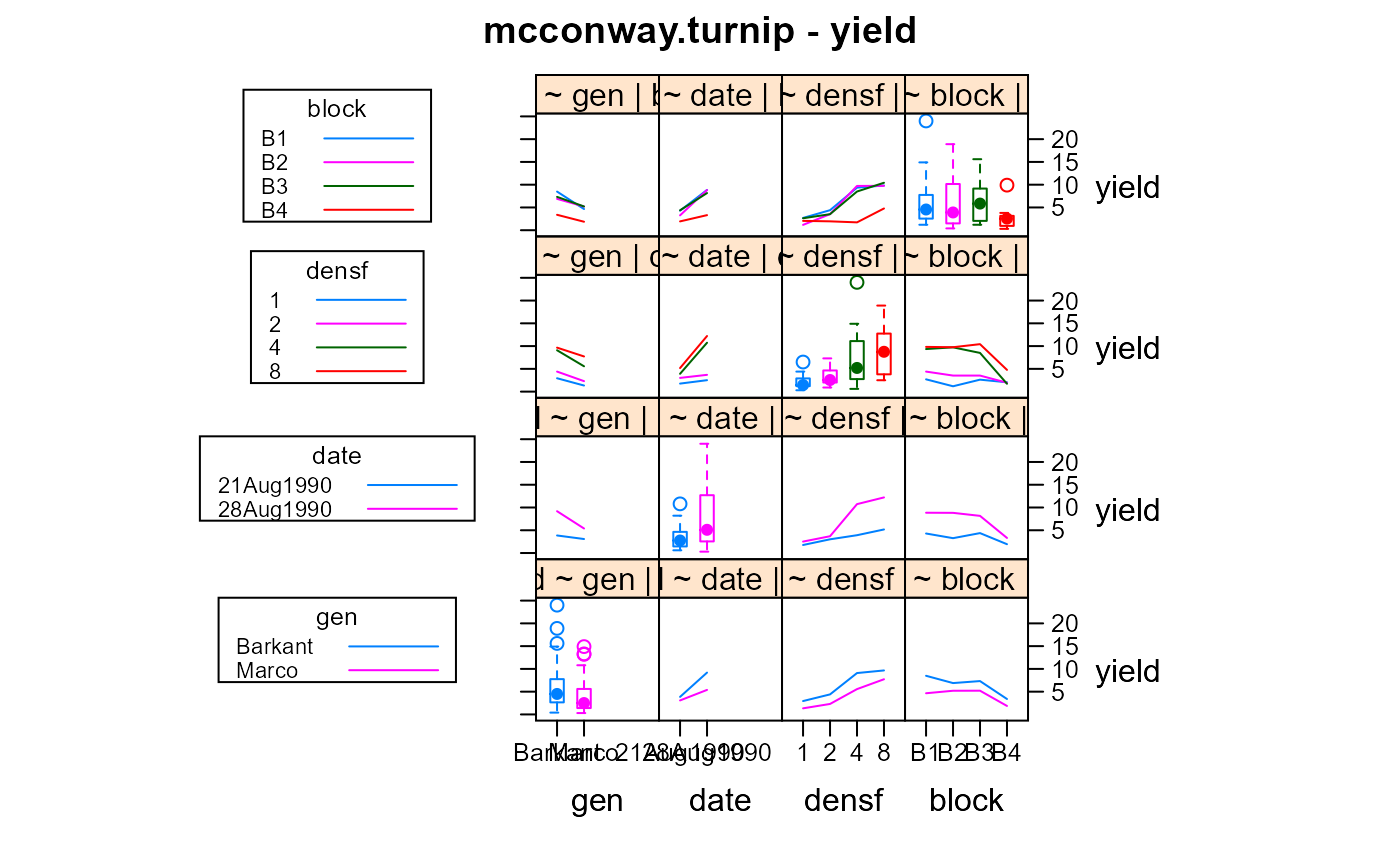 mcconway.turnip - yield
block
B1
B2
B3
B4
~ gen |
~ date |
~ densf |
~ block |
20
15
10
5
yield
densf
1
2
4
8
~ gen |
~ date |
~ densf |
~ block |
20
15
10
5
yield
date
21Aug1990
28Aug1990
~ gen |
~ date |
~ densf
~ block |
20
15
10
5
yield
gen
Barkant
Marco
~ gen |
~ date |
~ densf
~ block
20
15
10
5
yield
Barkant Marco 21Aug1990 28Aug1990 1 2 4 8 B1 B2 B3 B4
gen date densf block